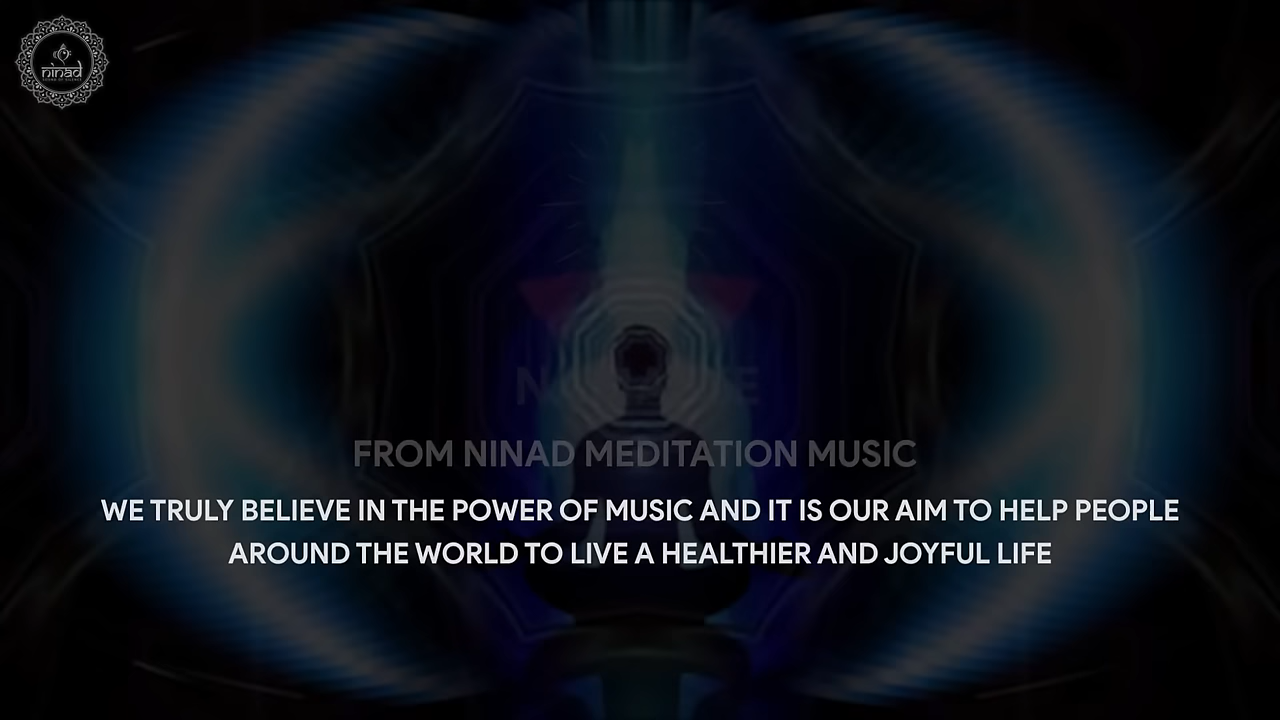 ninad
FROM NINAD MEDITATION MUSIC
WE TRULY BELIEVE IN THE POWER OF MUSIC AND IT IS OUR AIM TO HELP PEOPLE
AROUND THE WORLD TO LIVE A HEALTHIER AND JOYFUL LIFE